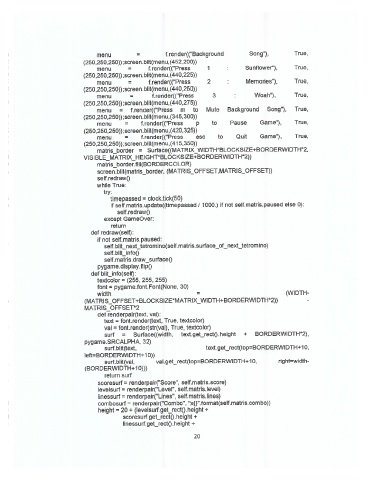 menu = f.render(("Background Song"), True,
(250,250,250));screen.blit(menu,(452,200))
menu = f.render(("Press 1 : Sunflower"), True,
(250,250,250));screen.blit(menu,(440,225))
menu = f.render(("Press 2 : Memories"), True,
(250,250,250));screen.blit(menu,(440,250))
menu = f.render(("Press 3 : Woah"), True,
(250,250,250));screen.blit(menu,(440,275))
menu = f.render(("Press m to Mute Background Song"), True,
(250,250,250));screen.blit(menu,(345,300))
menu = f.render(("Press p to Pause Game"), True,
(250,250,250));screen.blit(menu,(420,325))
menu = f.render(("Press esc to Quit Game"), True,
(250,250,250));screen.blit(menu,(415,350))
matris_border = Surface((MATRIX_WIDTH*BLOCKSIZE+BORDERWIDTH*2,
VISIBLE_MATRIX_HEIGHT*BLOCKSIZE+BORDERWIDTH*2))
matris_border.fill(BORDERCOLOR)
screen.blit(matris_border, (MATRIS_OFFSET,MATRIS_OFFSET))
self.redraw()
while True:
try:
timepassed = clock.tick(50)
if self.matris.update((timepassed / 1000.) if not self.matris.paused else 0):
self.redraw()
except GameOver:
return
def redraw(self):
if not self.matris.paused:
self.blit_next_tetromino(self.matris.surface_of_next_tetromino)
self.blit_info()
self.matris.draw_surface()
pygame.display.flip()
def blit_info(self):
textcolor = (255, 255, 255)
font = pygame.font.Font(None, 30)
width = (WIDTH-
(MATRIS_OFFSET+BLOCKSIZE*MATRIX_WIDTH+BORDERWIDTH*2)) -
MATRIS_OFFSET*2
def renderpair(text, val):
text = font.render(text, True, textcolor)
val = font.render(str(val), True, textcolor)
surf = Surface((width, text.get_rect().height + BORDERWIDTH*2),
pygame.SRCALPHA, 32)
surf.blit(text, text.get_rect(top=BORDERWIDTH+10,
left=BORDERWIDTH+10))
surf.blit(val, val.get_rect(top=BORDERWIDTH+10, right=width-
(BORDERWIDTH+10)))
return surf
scoresurf = renderpair("Score", self.matris.score)
levelsurf = renderpair("Level", self.matris.level)
linessurf = renderpair("Lines", self.matris.lines)
combosurf = renderpair("Combo", "x{}".format(self.matris.combo))
height = 20 + (levelsurf.get_rect().height +
scoresurf.get_rect().height +
linessurf.get_rect().height +
20